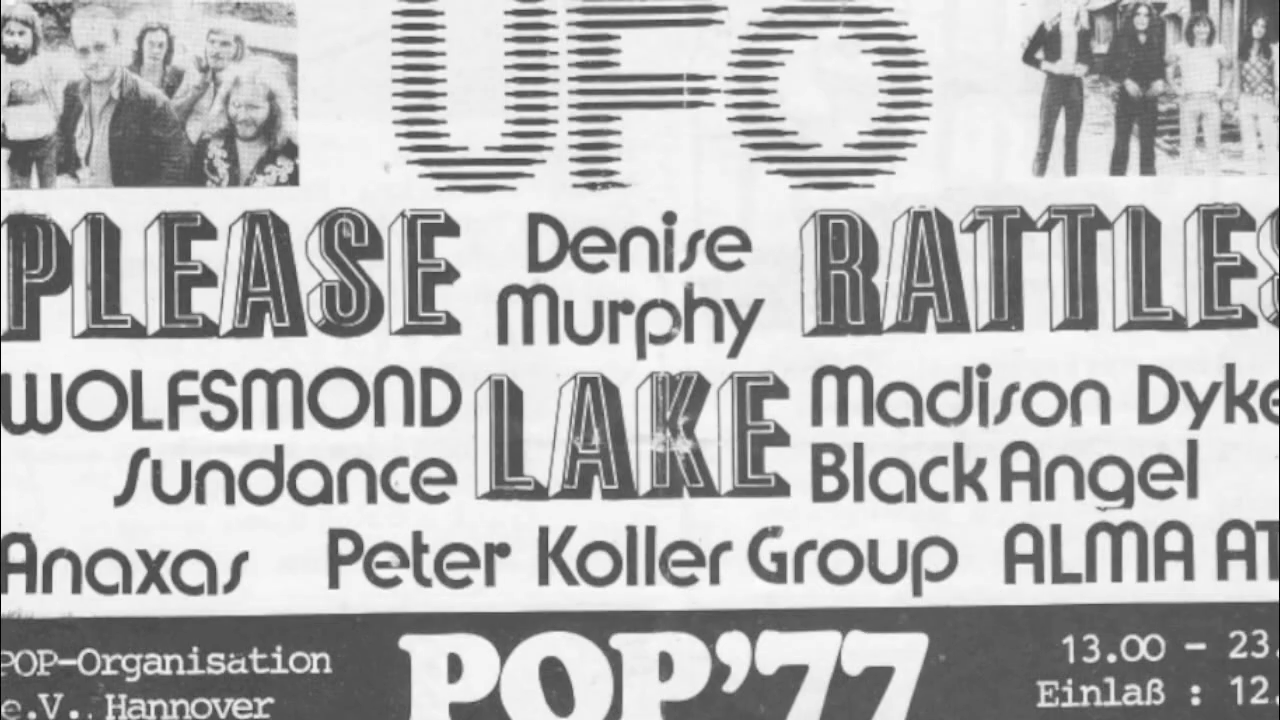 UFO
PLEASE Denise Murphy RATTLES
WOLFSMOND LAKE Madison Dyke
Sundance Black Angel
Anaxas Peter Koller Group ALMA AT
POP-Organisation POP'77 13.00 - 23.
e.V. Hannover Einlaß : 12.